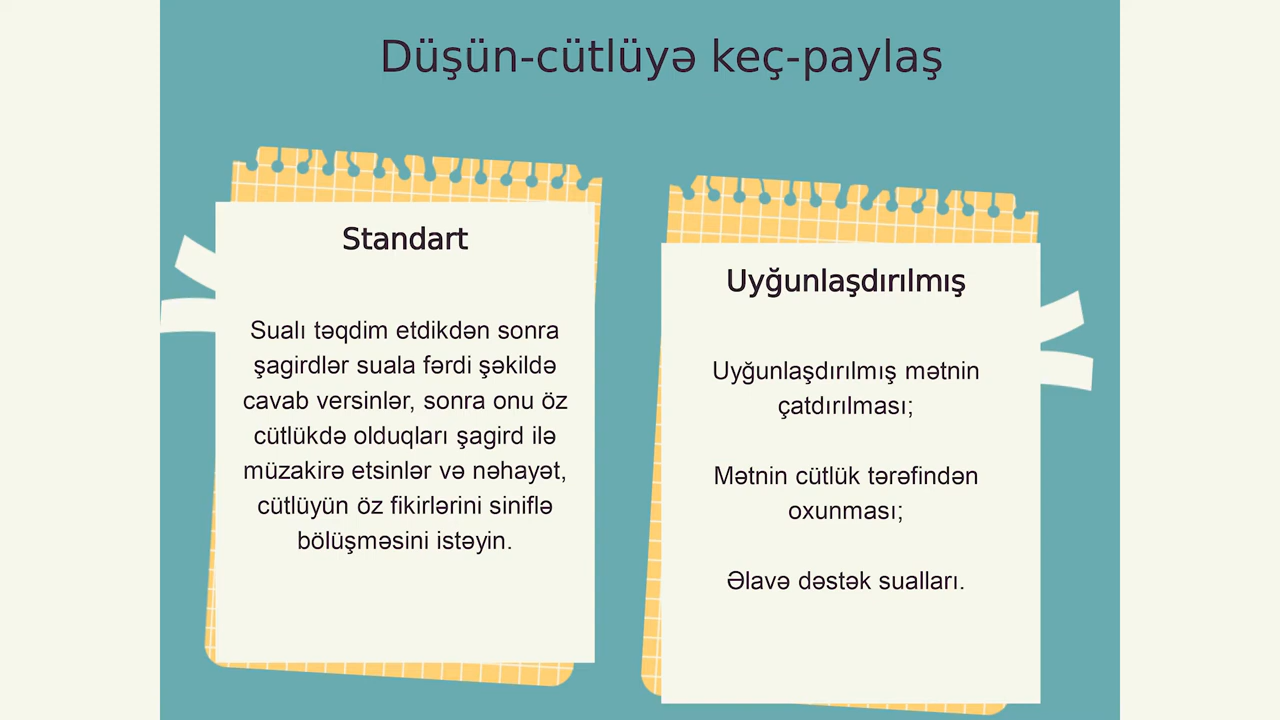 Düşün-cütlüyə keç-paylaş
Standart
Sualı təqdim etdikdən sonra
şagirdlər suala fərdi şəkildə
cavab versinlər, sonra onu öz
cütlükdə olduqları şagird ilə
müzakirə etsinlər və nəhayət,
cütlüyün öz fikirlərini siniflə
bölüşməsini istəyin.
Uyğunlaşdırılmış
Uyğunlaşdırılmış mətnin
çatdırılması;
Mətnin cütlük tərəfindən
oxunması;
Əlavə dəstək sualları.